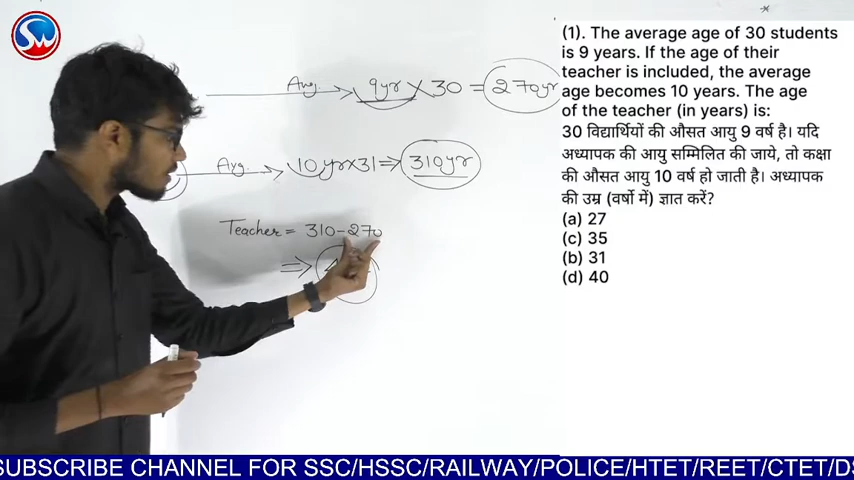 SW
(1). The average age of 30 students
is 9 years. If the age of their
teacher is included, the average
age becomes 10 years. The age
of the teacher (in years) is:
30 विद्यार्थियों की औसत आयु 9 वर्ष है। यदि
अध्यापक की आयु सम्मिलित की जाये, तो कक्षा
की औसत आयु 10 वर्ष हो जाती है। अध्यापक
की उम्र (वर्षो में) ज्ञात करें?
(a) 27
(c) 35
(b) 31
(d) 40
Avg. 9yr × 30 = 270yr
Avg. 10yr×31⇒ 310yr
Teacher = 310-270
⇒
SUBSCRIBE CHANNEL FOR SSC/HSSC/RAILWAY/POLICE/HTET/REET/CTET/DS